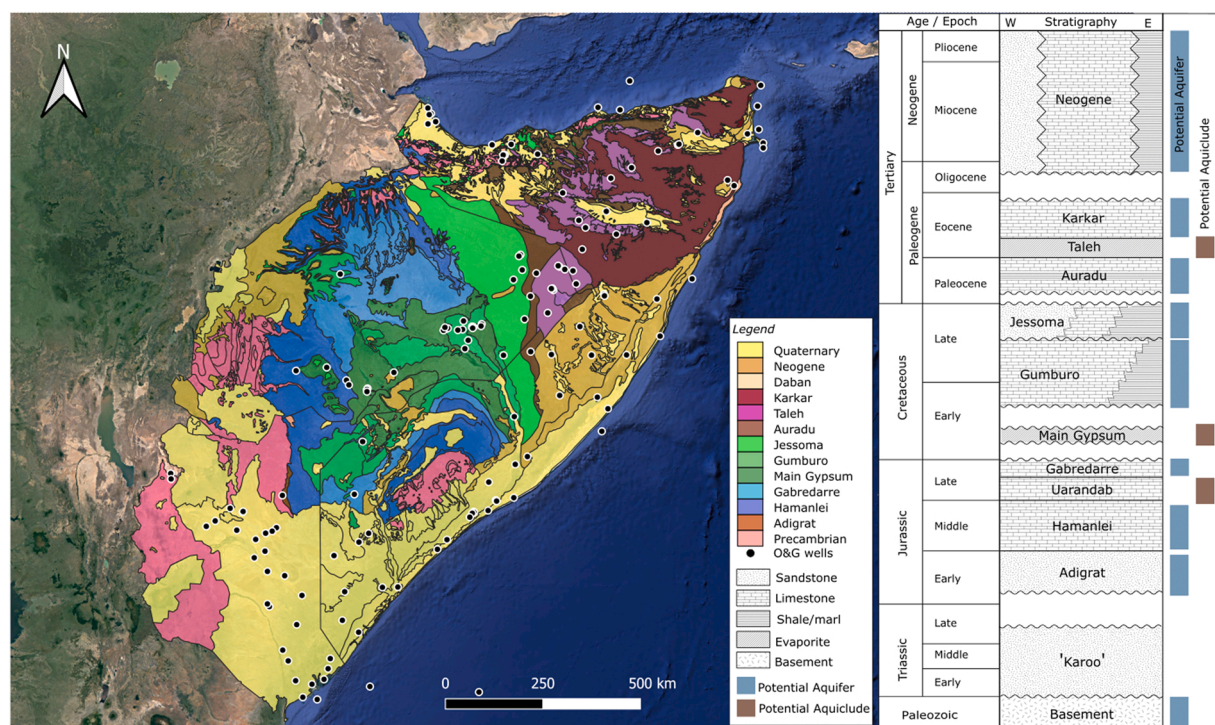 N
Legend
Quaternary
Neogene
Daban
Karkar
Taleh
Auradu
Jessoma
Gumburo
Main Gypsum
Gabredarre
Hamanlei
Adigrat
Precambrian
O&G wells
Sandstone
Limestone
Shale/marl
Evaporite
Basement
Potential Aquifer
Potential Aquiclude
0 250 500 km
Age / Epoch W Stratigraphy E
Tertiary
Neogene
Pliocene
Miocene
Neogene
Paleogene
Oligocene
Eocene
Karkar
Taleh
Paleocene
Auradu
Cretaceous
Late
Jessoma
Gumburo
Early
Main Gypsum
Jurassic
Late
Gabredarre
Uarandab
Middle
Hamanlei
Early
Adigrat
Triassic
Late
Middle
'Karoo'
Early
Paleozoic
Basement
Potential Aquifer
Potential Aquiclude